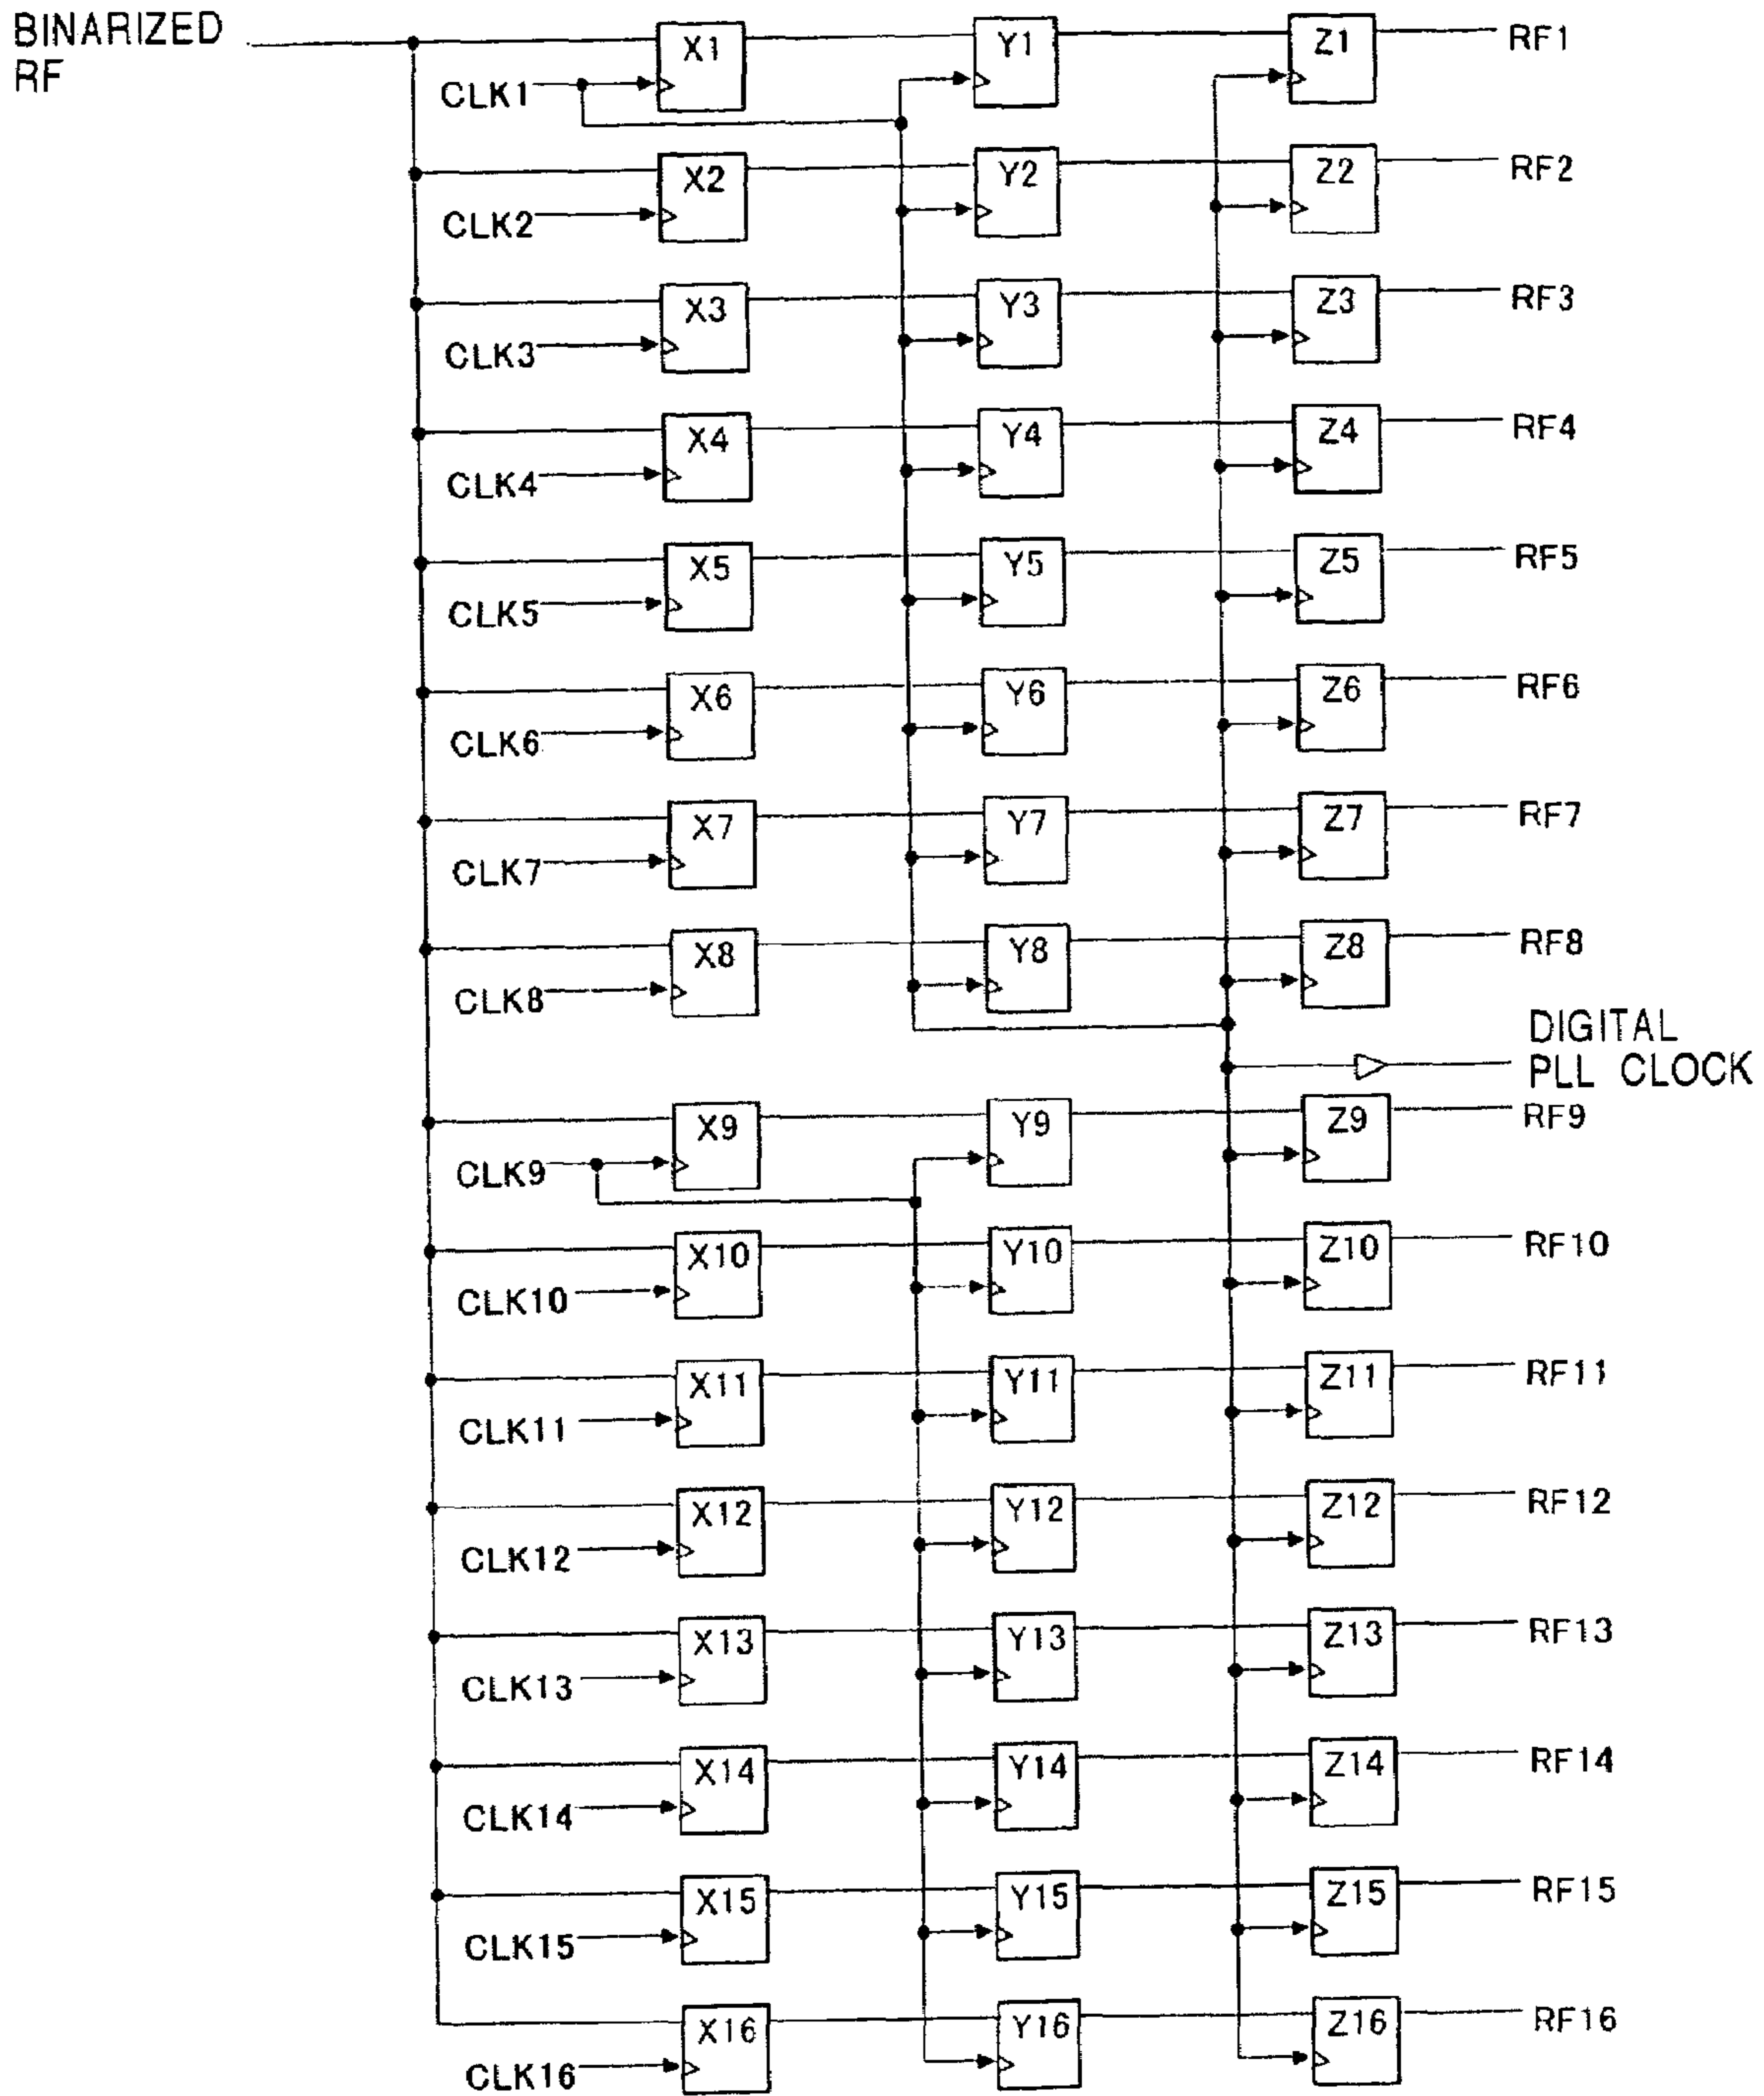 BINARIZED
RF
X1 Y1 Z1 RF1
CLK1
X2 Y2 Z2 RF2
CLK2
X3 Y3 Z3 RF3
CLK3
X4 Y4 Z4 RF4
CLK4
X5 Y5 Z5 RF5
CLK5
X6 Y6 Z6 RF6
CLK6
X7 Y7 Z7 RF7
CLK7
X8 Y8 Z8 RF8
CLK8
DIGITAL
PLL CLOCK
X9 Y9 Z9 RF9
CLK9
X10 Y10 Z10 RF10
CLK10
X11 Y11 Z11 RF11
CLK11
X12 Y12 Z12 RF12
CLK12
X13 Y13 Z13 RF13
CLK13
X14 Y14 Z14 RF14
CLK14
X15 Y15 Z15 RF15
CLK15
X16 Y16 Z16 RF16
CLK16